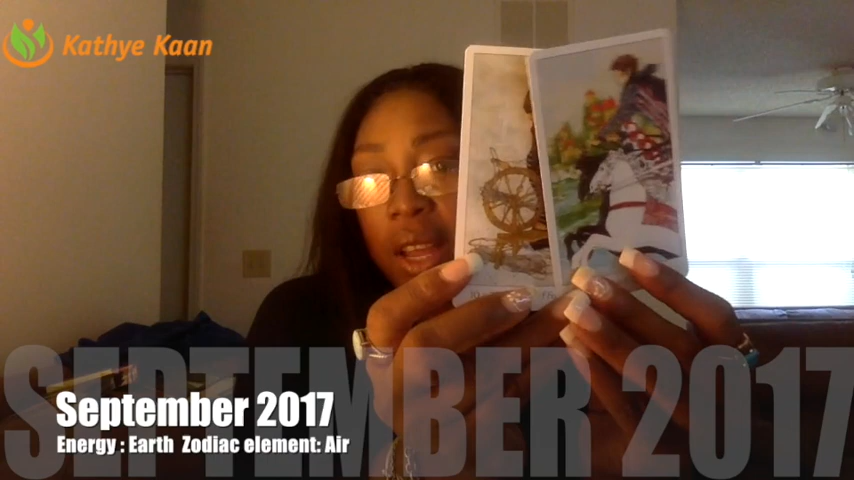 Kathye Kaan
SEPTEMBER 2017
September 2017
Energy : Earth Zodiac element: Air